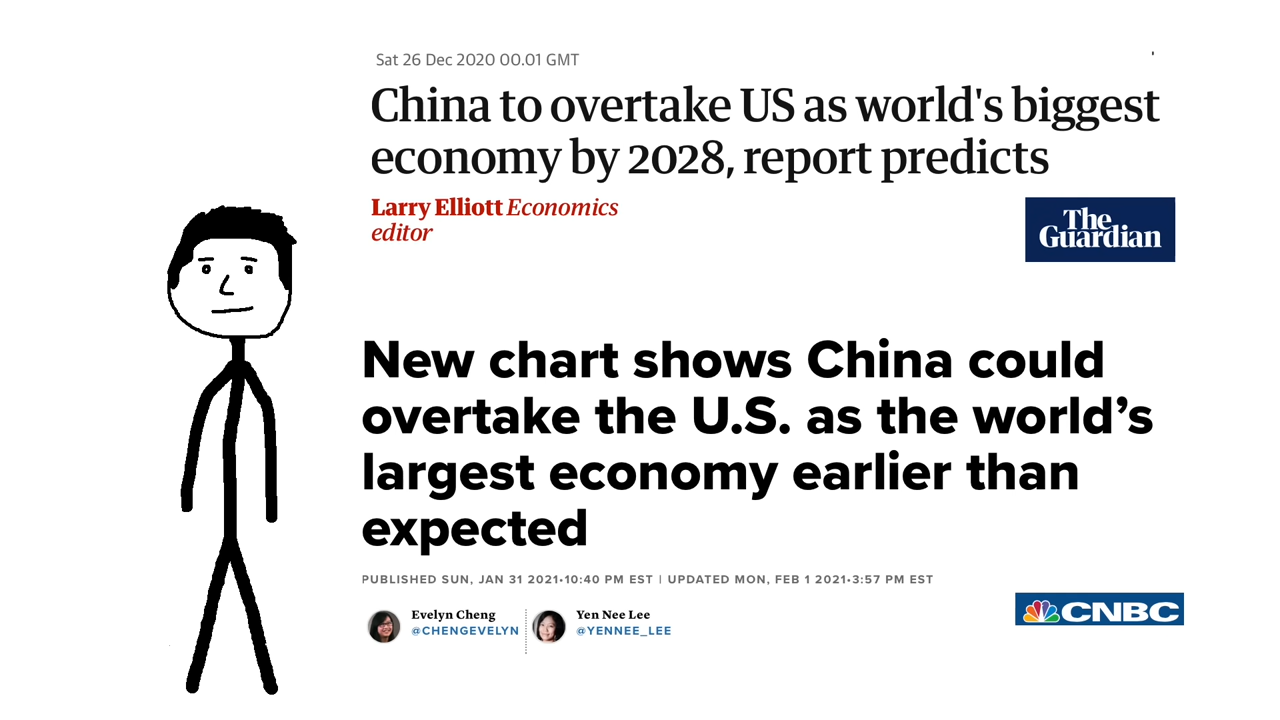 Sat 26 Dec 2020 00.01 GMT
China to overtake US as world's biggest
economy by 2028, report predicts
Larry Elliott Economics
editor
The
Guardian
New chart shows China could
overtake the U.S. as the world’s
largest economy earlier than
expected
PUBLISHED SUN, JAN 31 2021•10:40 PM EST | UPDATED MON, FEB 1 2021•3:57 PM EST
Evelyn Cheng
@CHENGEVELYN
Yen Nee Lee
@YENNEE_LEE
CNBC